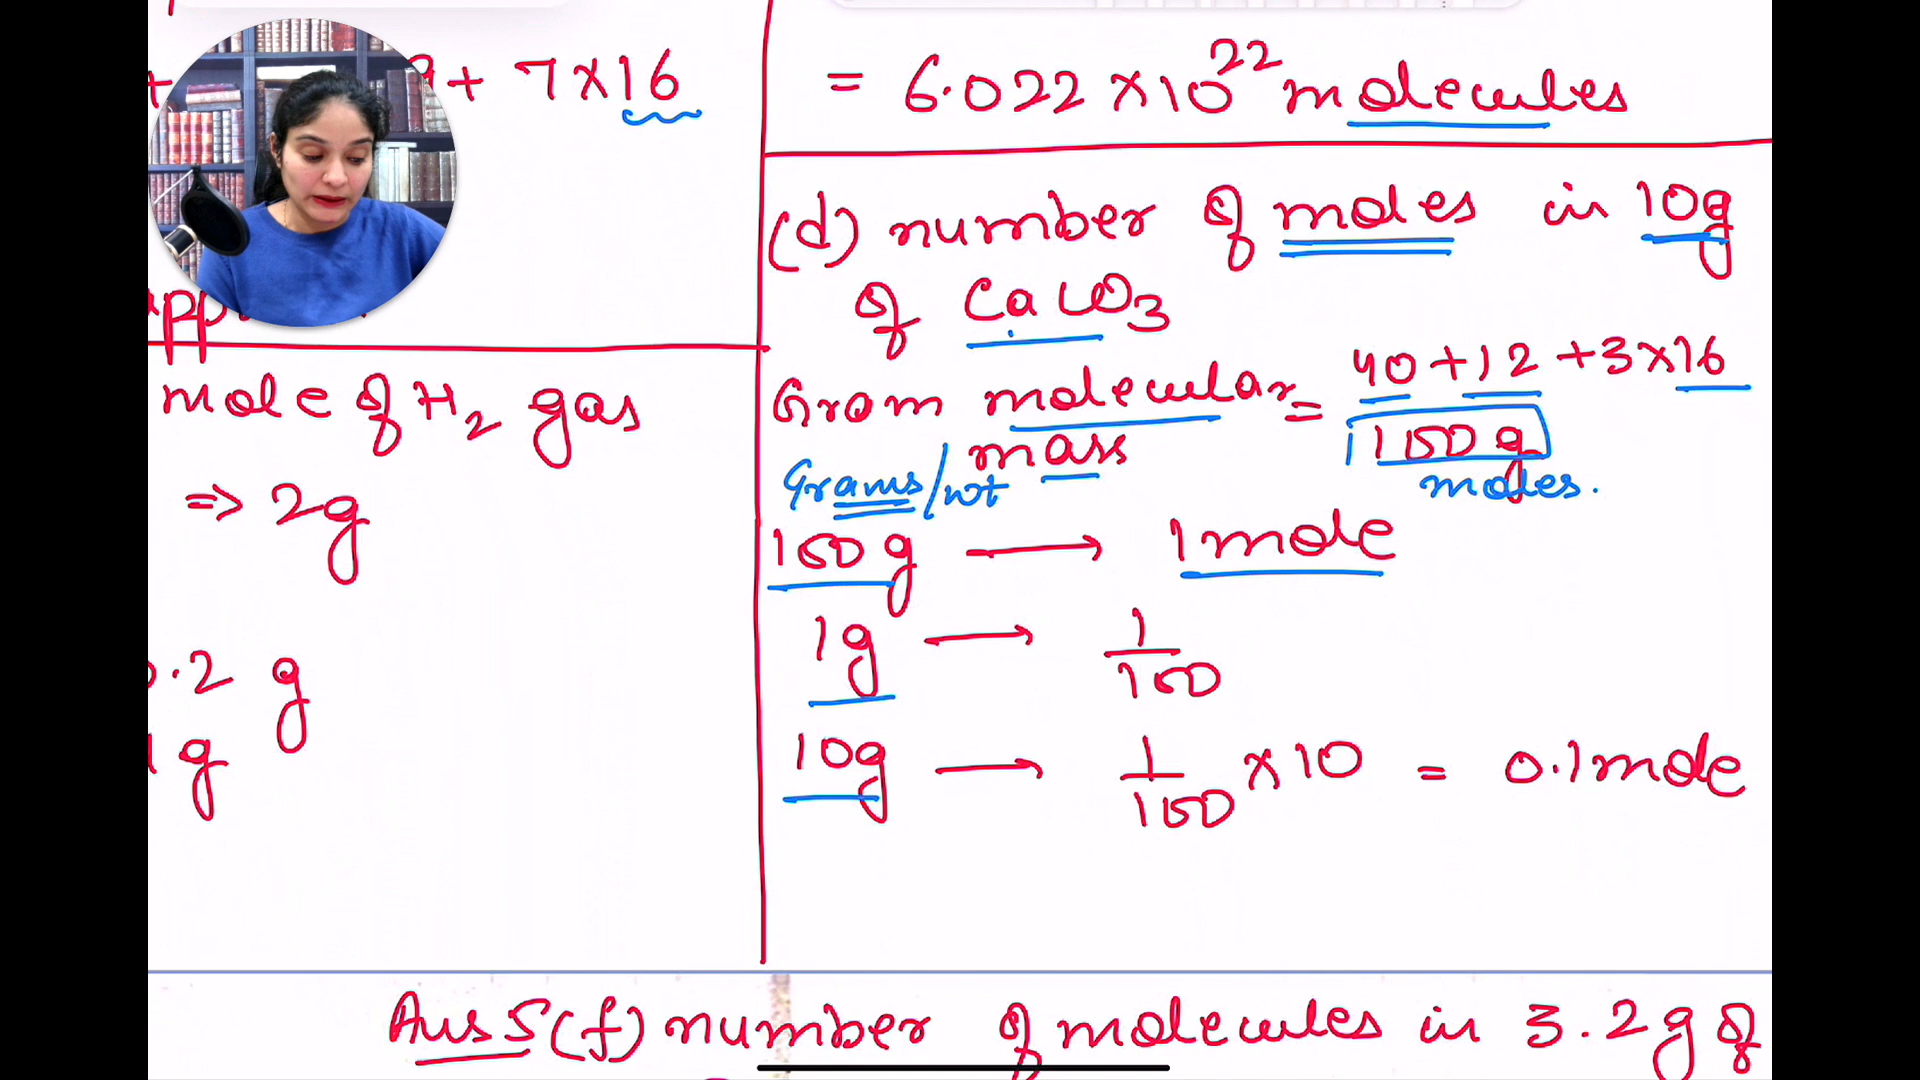 + 7×16
mole of H₂ gas
=> 2g
.2 g
g
= 6.022 ×10²² molecules
(d) number of moles in 10g
of CaCO₃
Gram molecular mass = 40 + 12 + 3×16
100 g
Grams/wt moles.
100 g ⟶ 1 mole
1g ⟶ 1/100
10g ⟶ 1/100 × 10 = 0.1 mole
Ans 5(f) number of molecules in 3.2 g of